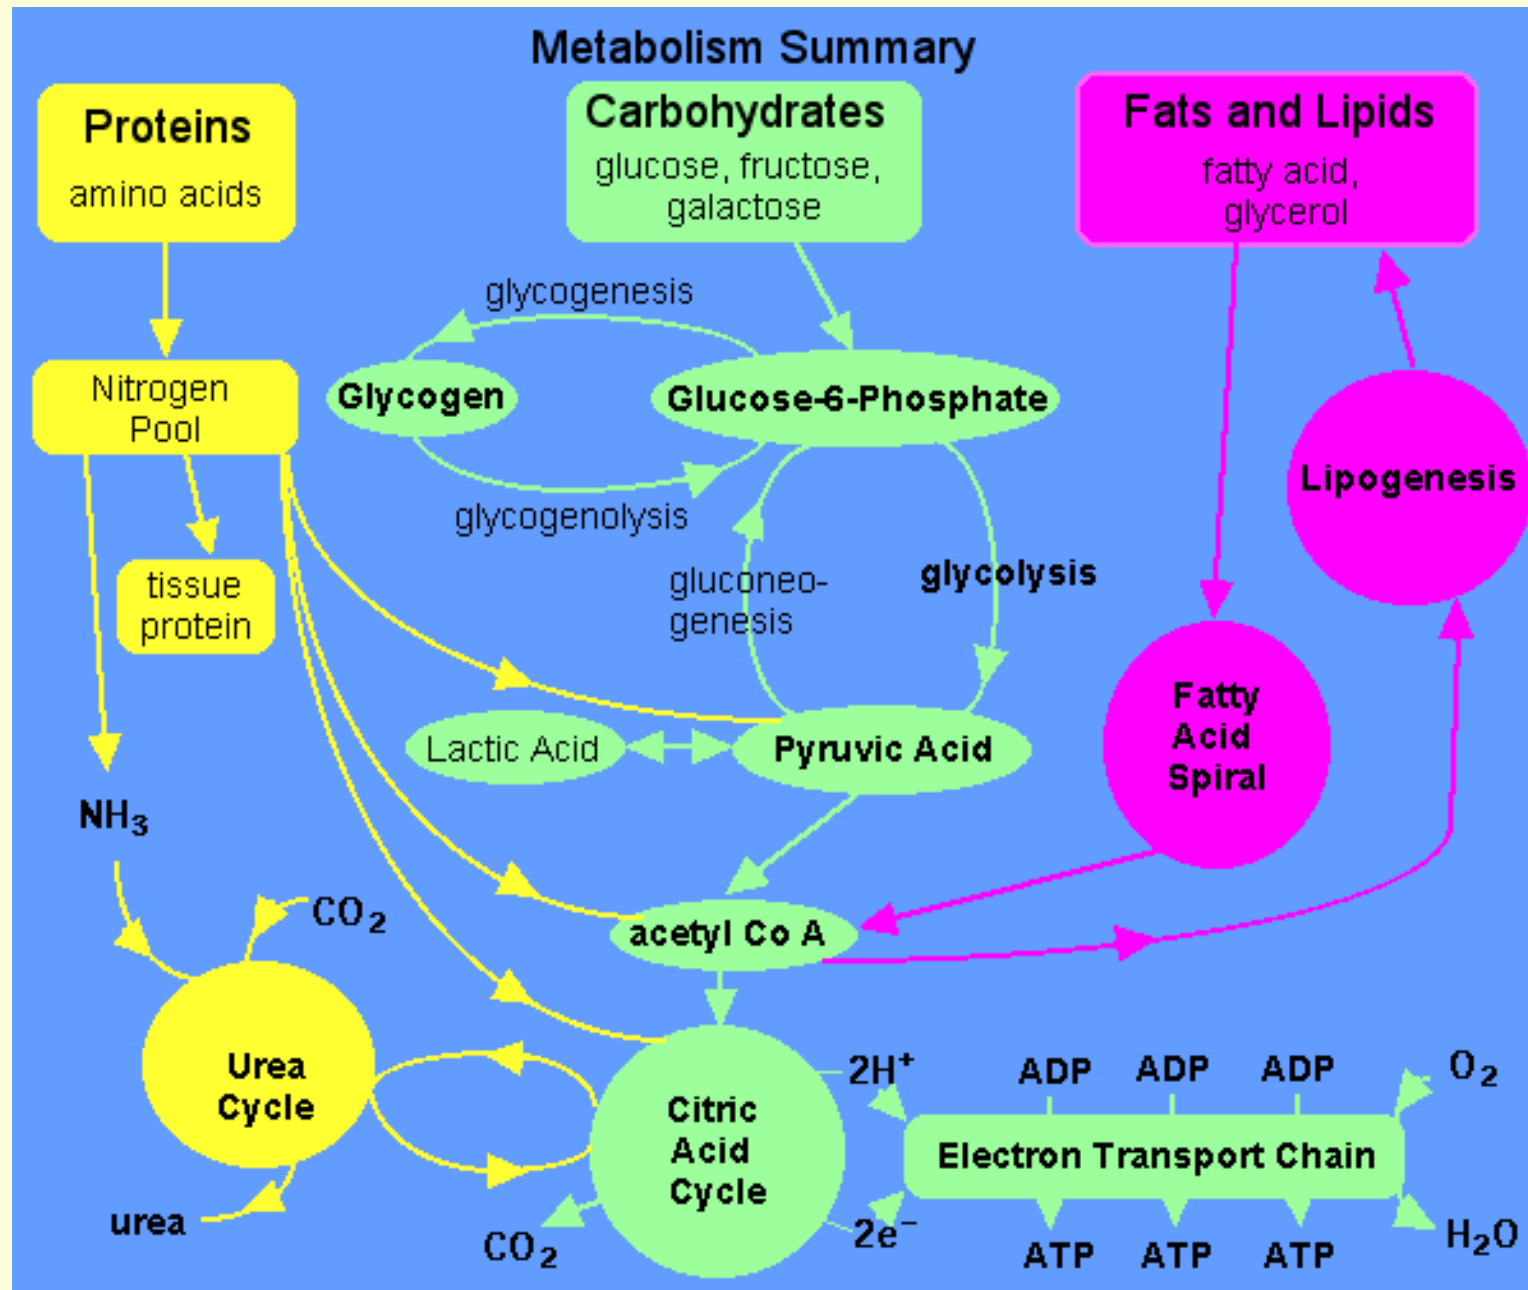 Metabolism Summary
Proteins
amino acids
Carbohydrates
glucose, fructose,
galactose
Fats and Lipids
fatty acid,
glycerol
glycogenesis
Nitrogen
Pool
Glycogen
Glucose-6-Phosphate
Lipogenesis
glycogenolysis
tissue
protein
gluconeo-
genesis
glycolysis
Fatty
Acid
Spiral
Lactic Acid
Pyruvic Acid
NH₃
CO₂
acetyl Co A
Urea
Cycle
urea
Citric
Acid
Cycle
CO₂
2H⁺
2e⁻
ADP
ADP
ADP
O₂
Electron Transport Chain
ATP
ATP
ATP
H₂O